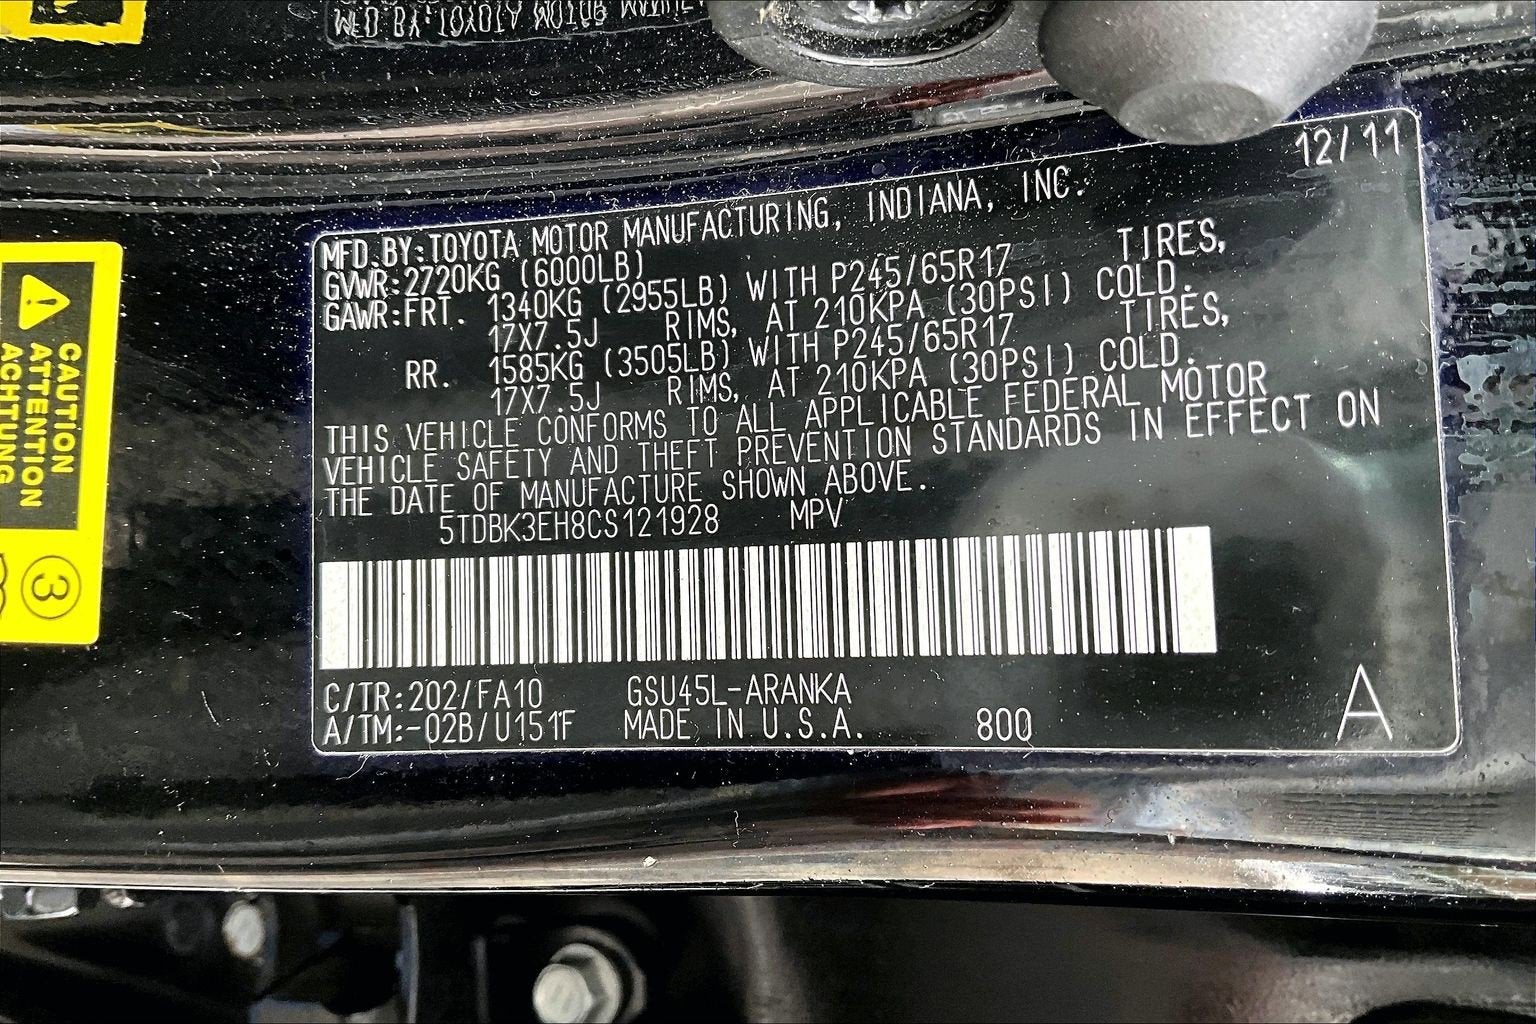 MFD.BY:TOYOTA MOTOR MANUFACTURING, INDIANA, INC. 12/11
GVWR:2720KG (6000LB)
GAWR:FRT. 1340KG (2955LB) WITH P245/65R17 TIRES,
17X7.5J RIMS, AT 210KPA (30PSI) COLD.
RR. 1585KG (3505LB) WITH P245/65R17 TIRES,
17X7.5J RIMS, AT 210KPA (30PSI) COLD.
THIS VEHICLE CONFORMS TO ALL APPLICABLE FEDERAL MOTOR
VEHICLE SAFETY AND THEFT PREVENTION STANDARDS IN EFFECT ON
THE DATE OF MANUFACTURE SHOWN ABOVE.
5TDBK3EH8CS121928 MPV
C/TR:202/FA10 GSU45L-ARANKA
A/TM:-02B/U151F MADE IN U.S.A. 800 A
CAUTION
ATTENTION
ACHTUNG
3